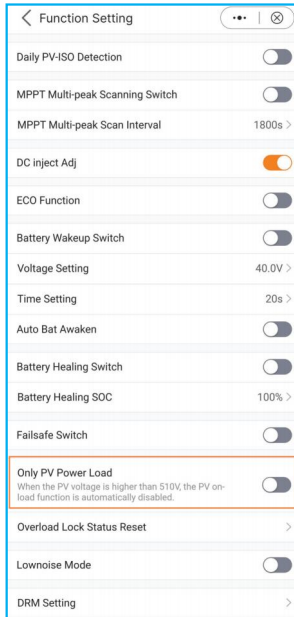 Function Setting
Daily PV-ISO Detection
MPPT Multi-peak Scanning Switch
MPPT Multi-peak Scan Interval 1800s >
DC inject Adj
ECO Function
Battery Wakeup Switch
Voltage Setting 40.0V >
Time Setting 20s >
Auto Bat Awaken
Battery Healing Switch
Battery Healing SOC 100% >
Failsafe Switch
Only PV Power Load
When the PV voltage is higher than 510V, the PV on-
load function is automatically disabled.
Overload Lock Status Reset >
Lownoise Mode
DRM Setting >